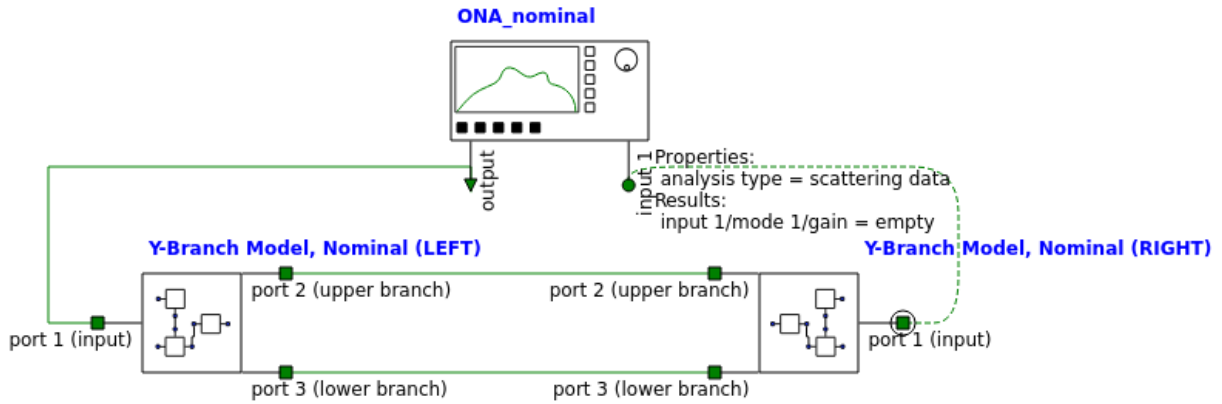 ONA_nominal
output
input 1
Properties:
analysis type = scattering data
Results:
input 1/mode 1/gain = empty
Y-Branch Model, Nominal (LEFT)
Y-Branch Model, Nominal (RIGHT)
port 2 (upper branch)
port 2 (upper branch)
port 1 (input)
port 1 (input)
port 3 (lower branch)
port 3 (lower branch)